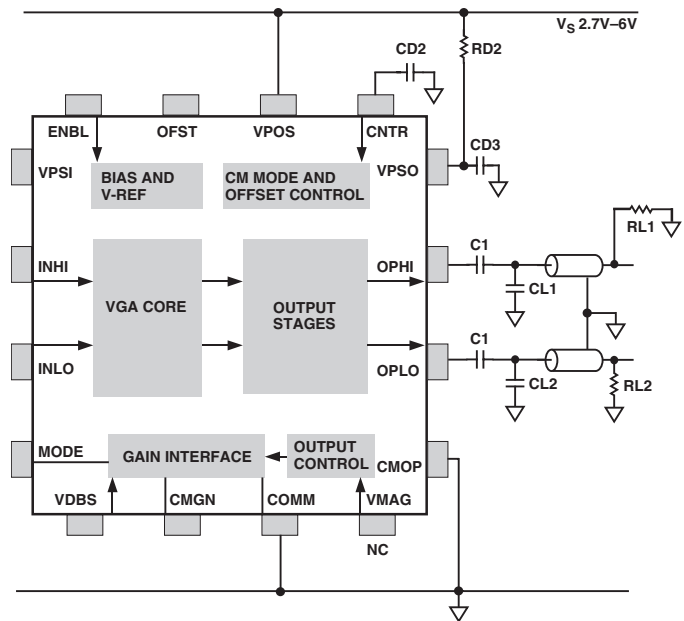 V_S 2.7V–6V
RD2
CD2
ENBL
OFST
VPOS
CNTR
VPSI
BIAS AND
V-REF
CM MODE AND
OFFSET CONTROL
VPSO
CD3
RL1
INHI
VGA CORE
OUTPUT
STAGES
OPHI
C1
CL1
INLO
OPLO
C1
CL2
RL2
MODE
GAIN INTERFACE
OUTPUT
CONTROL
CMOP
VDBS
CMGN
COMM
VMAG
NC